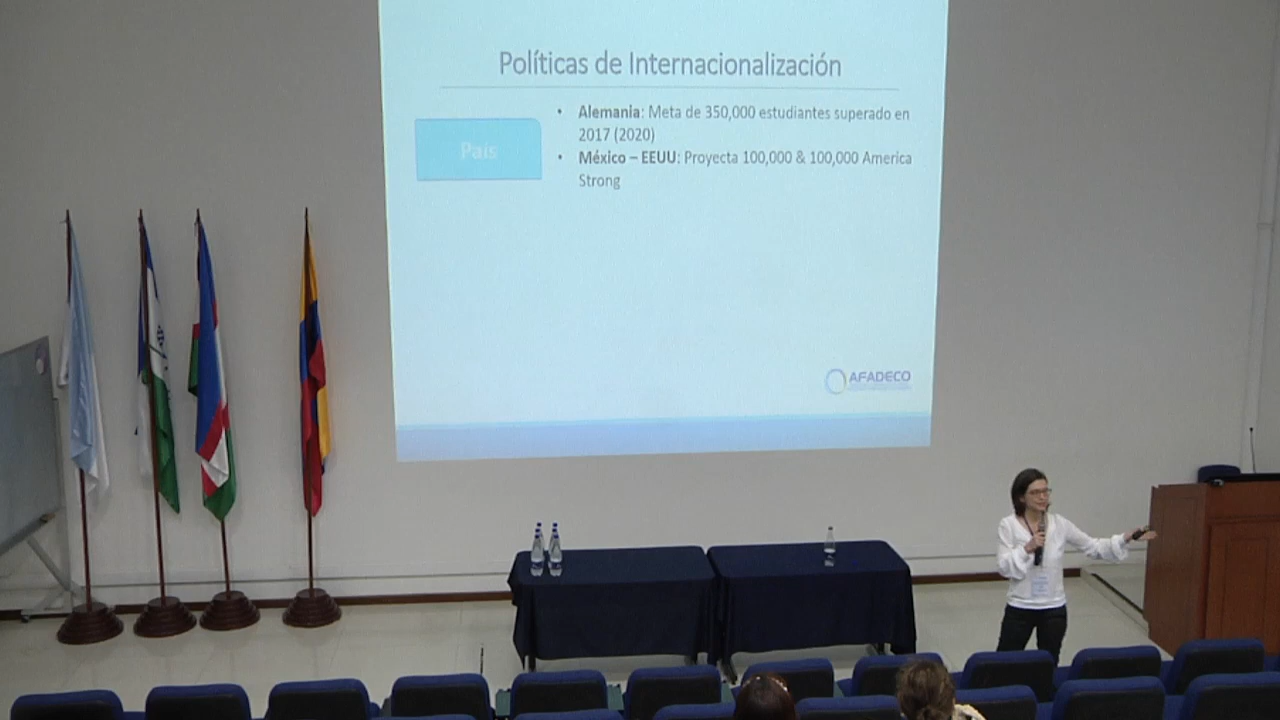 Políticas de Internacionalización
País
• Alemania: Meta de 350,000 estudiantes superado en
2017 (2020)
• México – EEUU: Proyecta 100,000 & 100,000 America
Strong
AFADECO